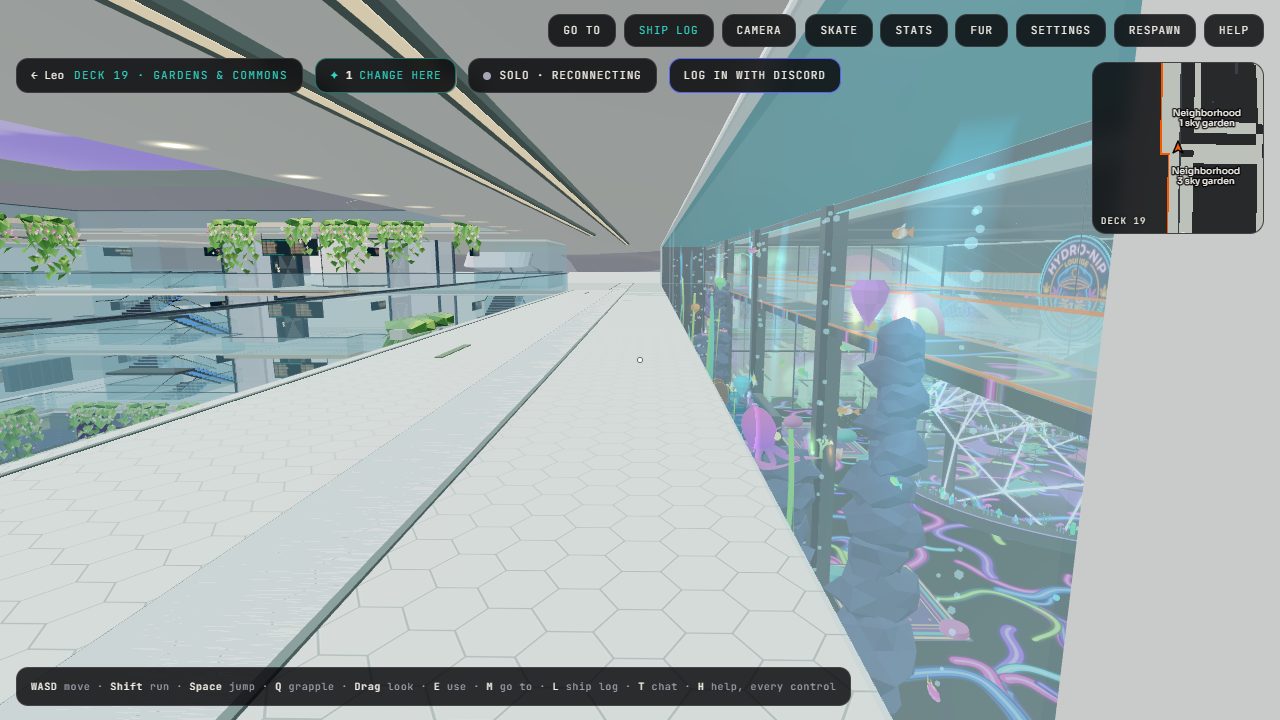 GO TO
SHIP LOG
CAMERA
SKATE
STATS
FUR
SETTINGS
RESPAWN
HELP
← Leo DECK 19 · GARDENS & COMMONS
✦ 1 CHANGE HERE
SOLO · RECONNECTING
LOG IN WITH DISCORD
Neighborhood
1 sky garden
Neighborhood
3 sky garden
DECK 19
HYDRO-NIP
LOUNGE
WASD move · Shift run · Space jump · Q grapple · Drag look · E use · M go to · L ship log · T chat · H help, every control